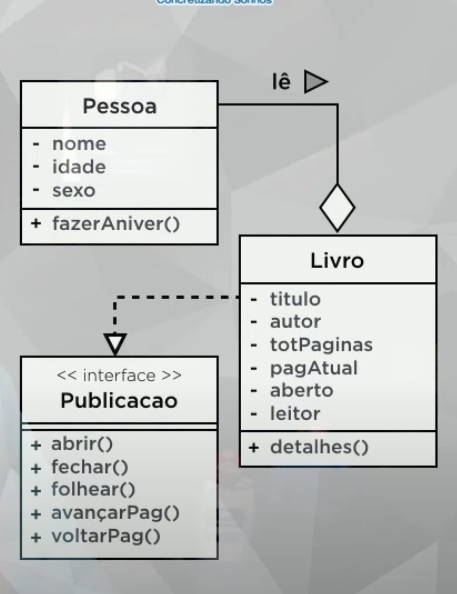 Concretizando Sonhos
lê
Pessoa
- nome
- idade
- sexo
+ fazerAniver()
Livro
- titulo
- autor
- totPaginas
- pagAtual
- aberto
- leitor
+ detalhes()
<< interface >>
Publicacao
+ abrir()
+ fechar()
+ folhear()
+ avançarPag()
+ voltarPag()